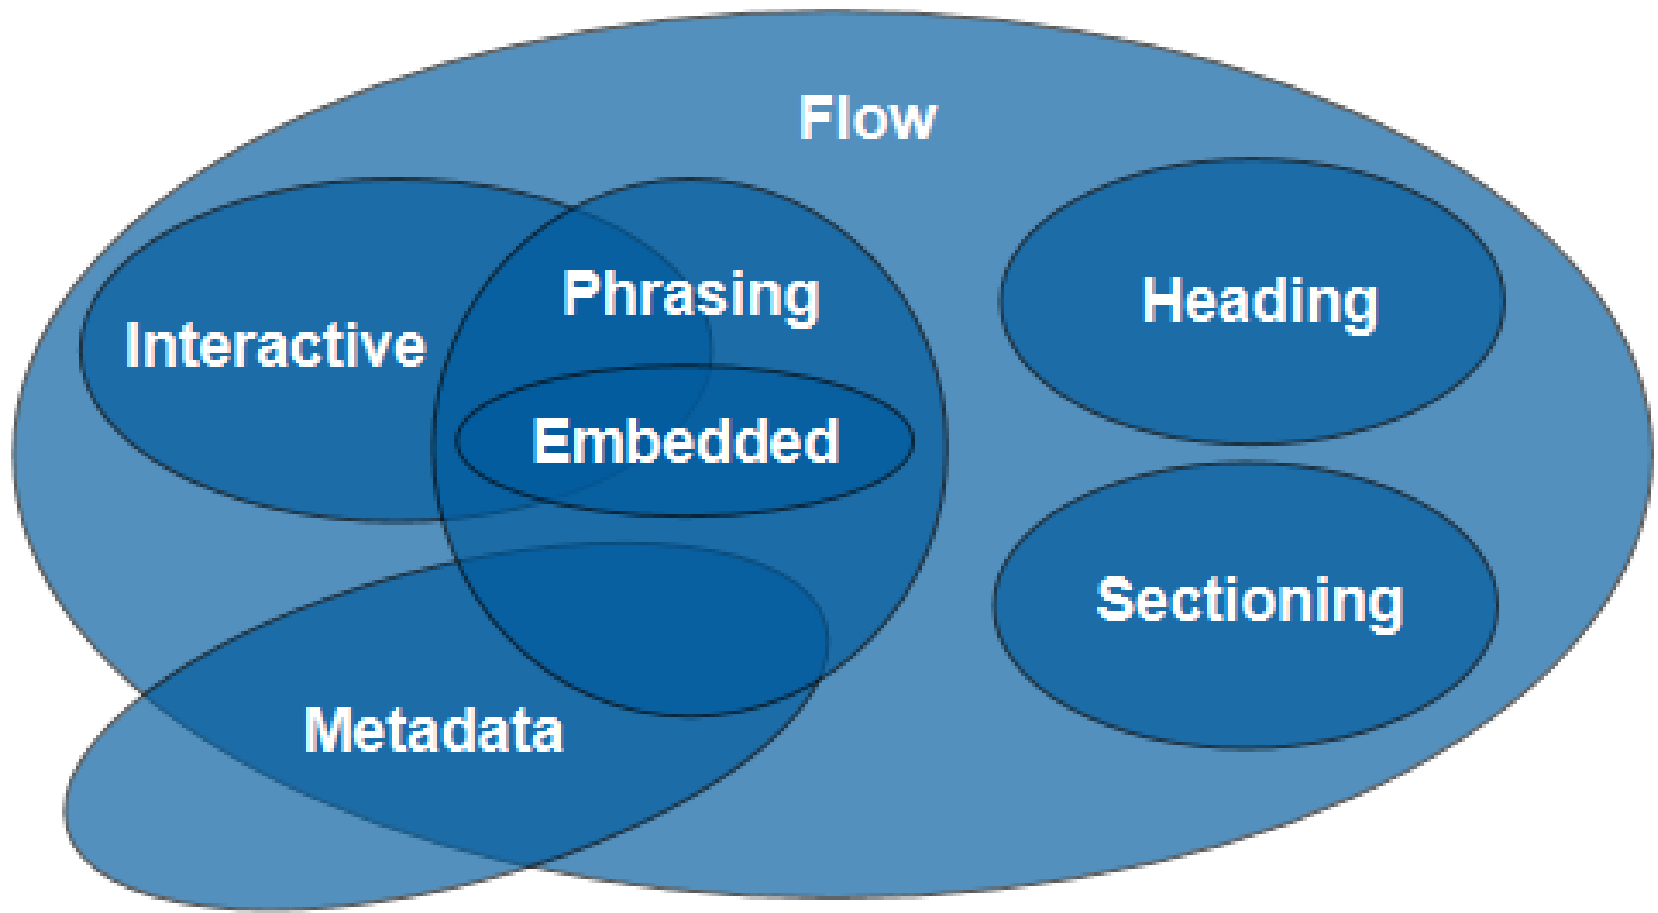 Flow
Phrasing
Heading
Interactive
Embedded
Sectioning
Metadata